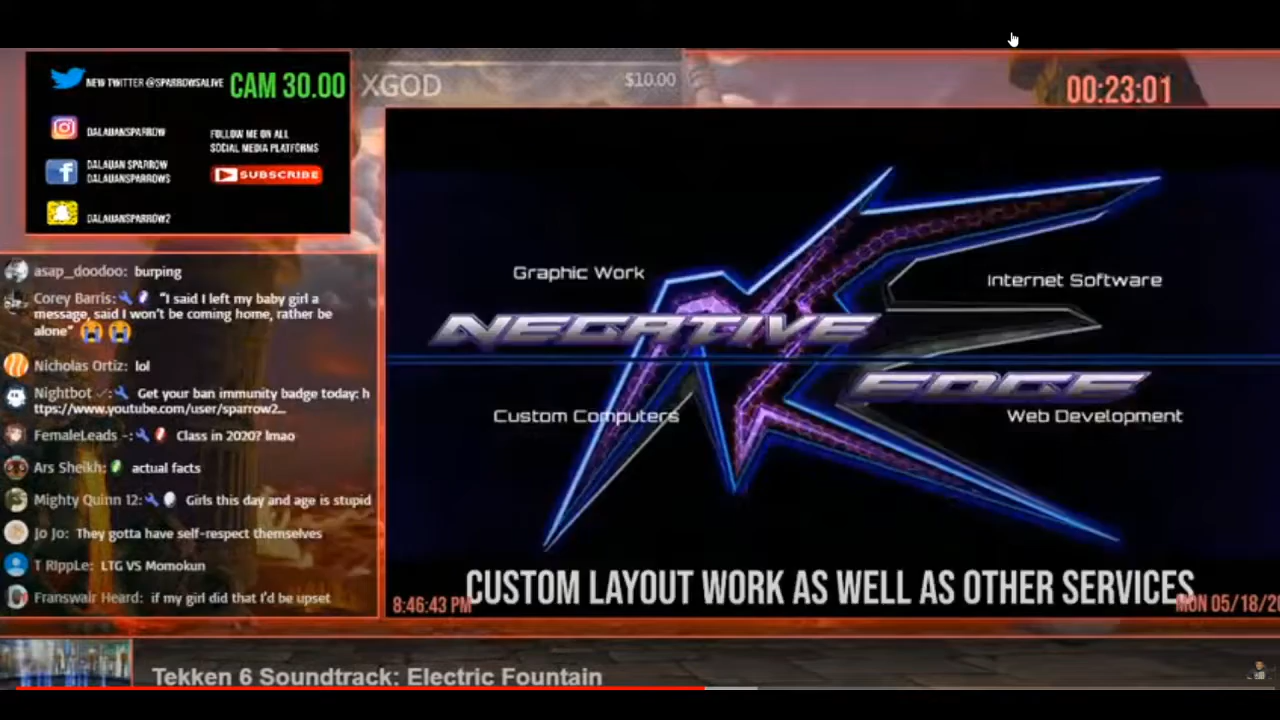 NEW TWITTER @SPARROWSALIVE
CAM 30.00
XGOD
$10.00
00:23:01
DALAUANSPARROW
FOLLOW ME ON ALL
SOCIAL MEDIA PLATFORMS
DALAUAN SPARROW
DALAUANSPARROWS
SUBSCRIBE
DALAUANSPARROW2
asap_doodoo: burping
Corey Barris: "I said I left my baby girl a
message, said I won't be coming home, rather be
alone" 😭 😭
Nicholas Ortiz: lol
Nightbot ✓: Get your ban immunity badge today: h
ttps://www.youtube.com/user/sparrow2...
FemaleLeads -: Class in 2020? lmao
Ars Sheikh: actual facts
Mighty Quinn 12: Girls this day and age is stupid
Jo Jo: They gotta have self-respect themselves
T RIppLe: LTG VS Momokun
Franswair Heard: if my girl did that I'd be upset
Graphic Work
Internet Software
NEGATIVE
EDGE
Custom Computers
Web Development
CUSTOM LAYOUT WORK AS WELL AS OTHER SERVICES
8:46:43 PM
MON 05/18/20
Tekken 6 Soundtrack: Electric Fountain